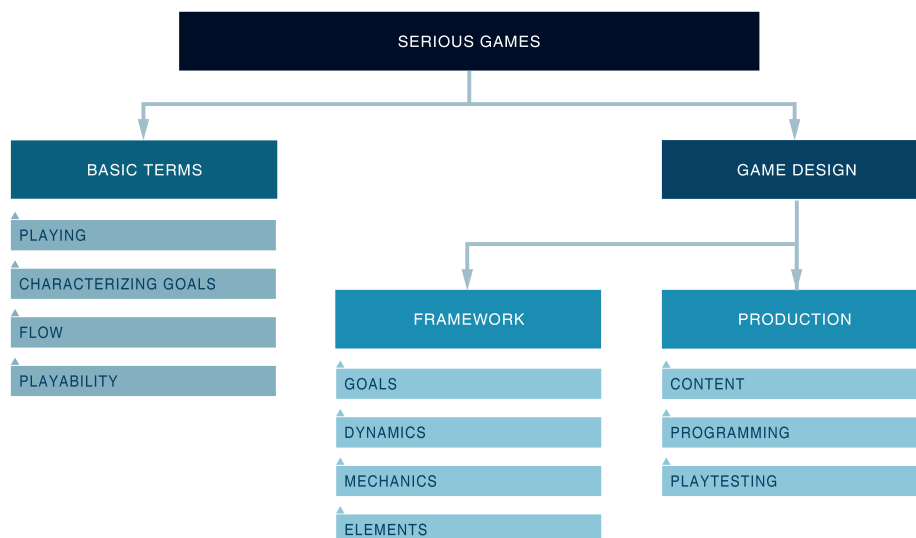 SERIOUS GAMES
BASIC TERMS
GAME DESIGN
PLAYING
CHARACTERIZING GOALS
FLOW
PLAYABILITY
FRAMEWORK
PRODUCTION
GOALS
DYNAMICS
MECHANICS
ELEMENTS
CONTENT
PROGRAMMING
PLAYTESTING